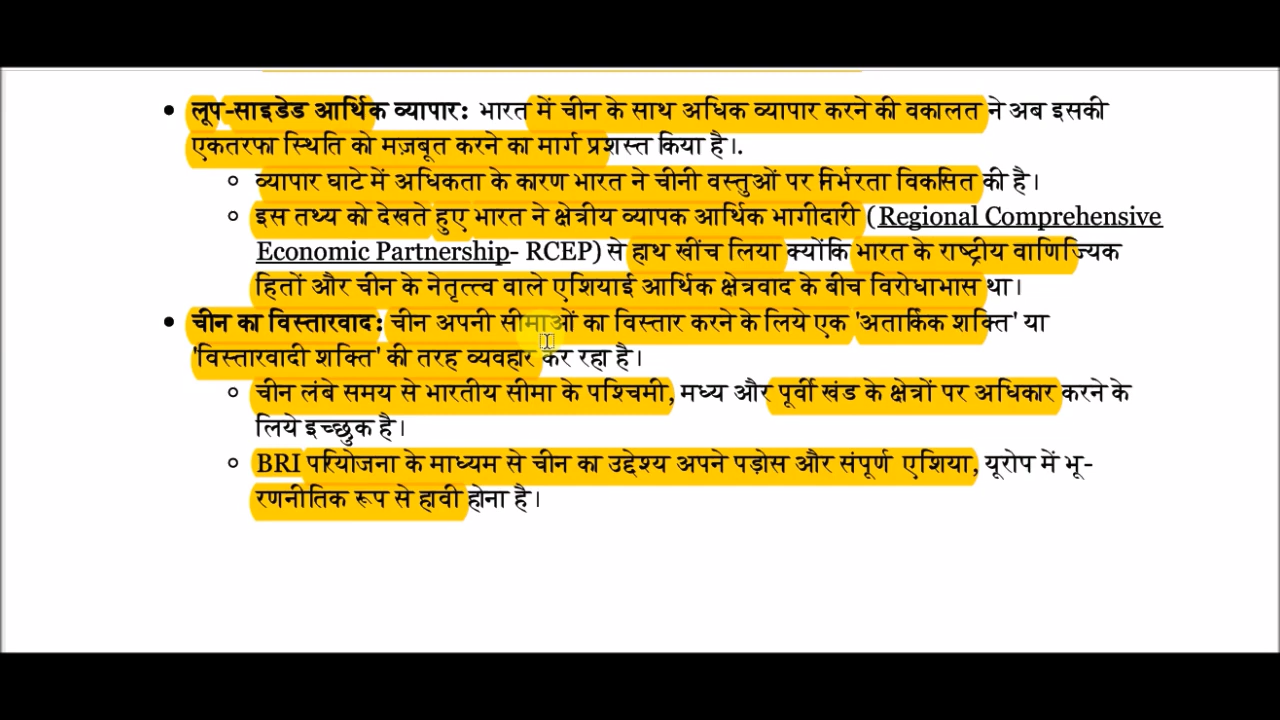 लूप-साइडेड आर्थिक व्यापार: भारत में चीन के साथ अधिक व्यापार करने की वकालत ने अब इसकी
एकतरफा स्थिति को मज़बूत करने का मार्ग प्रशस्त किया है।.
व्यापार घाटे में अधिकता के कारण भारत ने चीनी वस्तुओं पर निर्भरता विकसित की है।
इस तथ्य को देखते हुए भारत ने क्षेत्रीय व्यापक आर्थिक भागीदारी (Regional Comprehensive
Economic Partnership- RCEP) से हाथ खींच लिया क्योंकि भारत के राष्ट्रीय वाणिज्यिक
हितों और चीन के नेतृत्त्व वाले एशियाई आर्थिक क्षेत्रवाद के बीच विरोधाभास था।
चीन का विस्तारवाद: चीन अपनी सीमाओं का विस्तार करने के लिये एक 'अतार्किक शक्ति' या
'विस्तारवादी शक्ति' की तरह व्यवहार कर रहा है।
चीन लंबे समय से भारतीय सीमा के पश्चिमी, मध्य और पूर्वी खंड के क्षेत्रों पर अधिकार करने के
लिये इच्छुक है।
BRI परियोजना के माध्यम से चीन का उद्देश्य अपने पड़ोस और संपूर्ण एशिया, यूरोप में भू-
रणनीतिक रूप से हावी होना है।